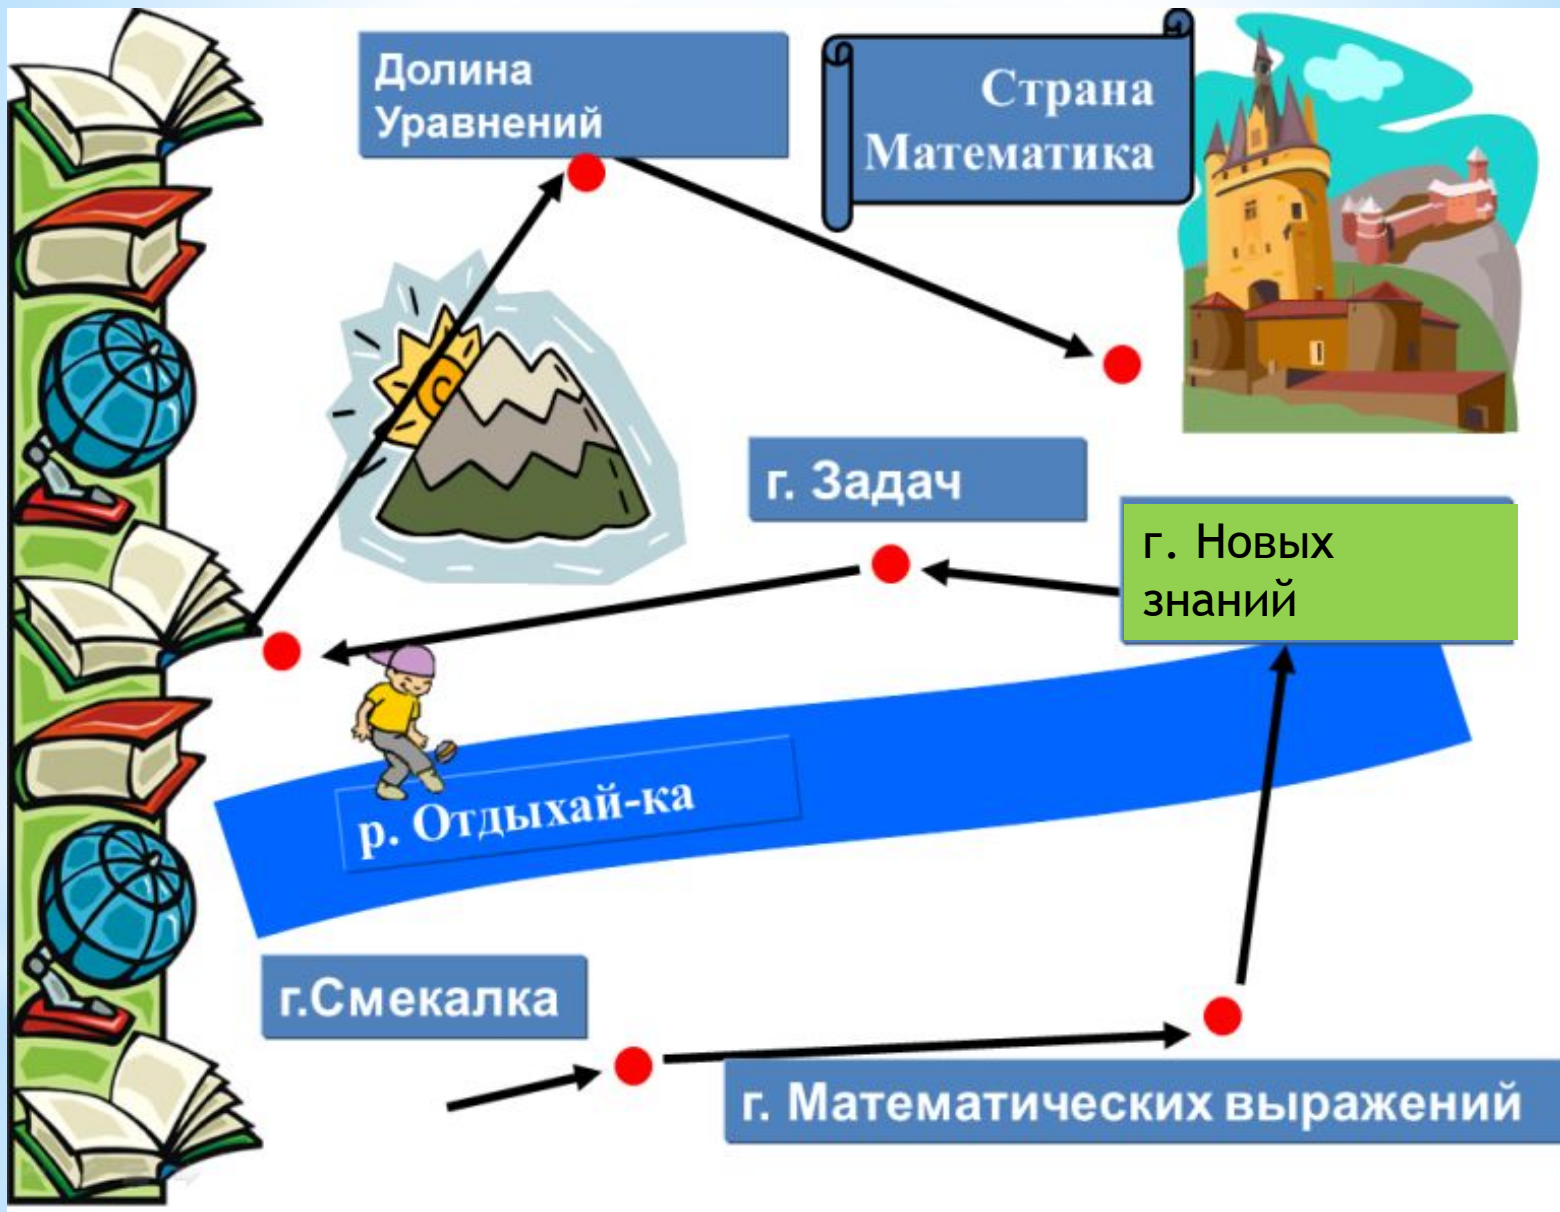 Долина
Уравнений
Страна
Математика
г. Задач
г. Новых
знаний
р. Отдыхай-ка
г.Смекалка
г. Математических выражений